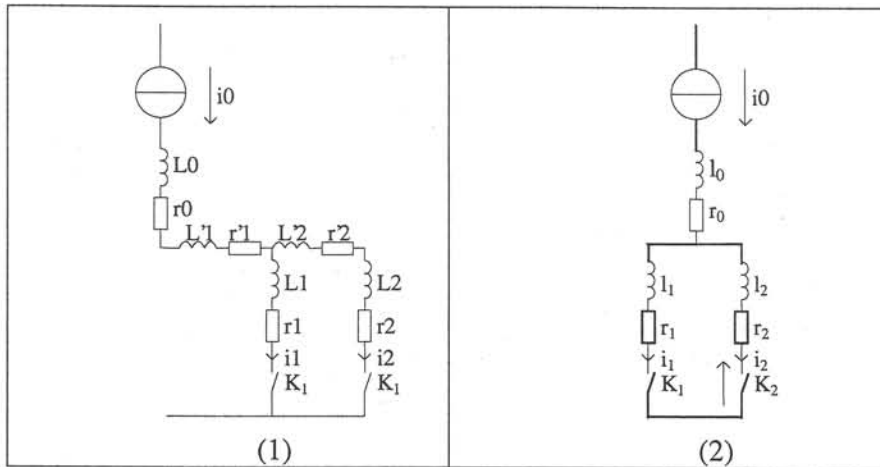 i0
L0
r0
L'1 r'1 L'2 r'2
L1 L2
r1 r2
i1 i2
K₁ K₁
(1)
i0
l₀
r₀
l₁ l₂
r₁ r₂
i₁ i₂
K₁ K₂
(2)